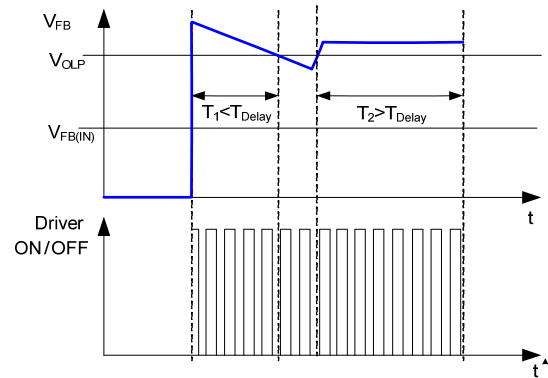 VFB
VOLP
T1<TDelay
T2>TDelay
VFB(IN)
t
Driver
ON/OFF
t